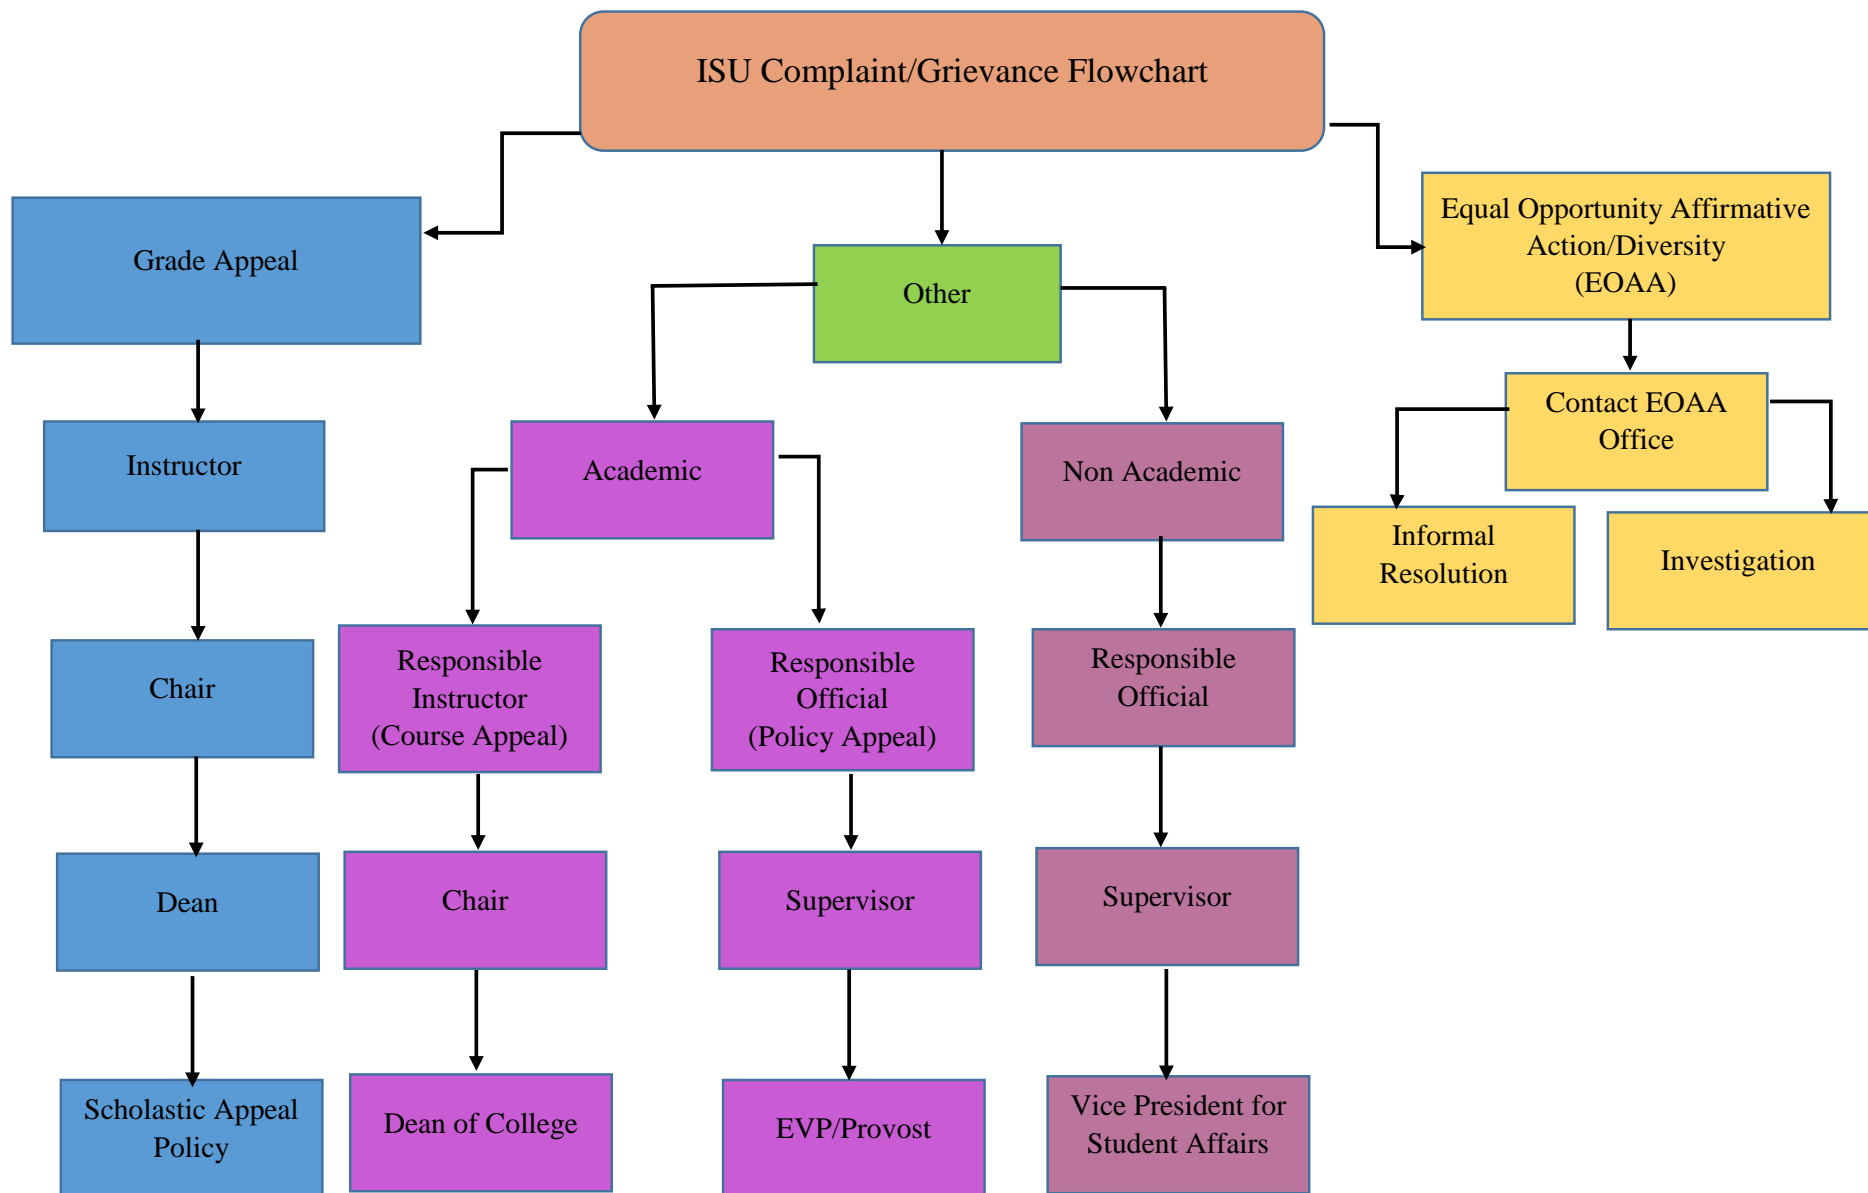 ISU Complaint/Grievance Flowchart
Grade Appeal
Other
Equal Opportunity Affirmative
Action/Diversity
(EOAA)
Contact EOAA
Office
Instructor
Academic
Non Academic
Informal
Resolution
Investigation
Chair
Responsible
Instructor
(Course Appeal)
Responsible
Official
(Policy Appeal)
Responsible
Official
Dean
Chair
Supervisor
Supervisor
Scholastic Appeal
Policy
Dean of College
EVP/Provost
Vice President for
Student Affairs